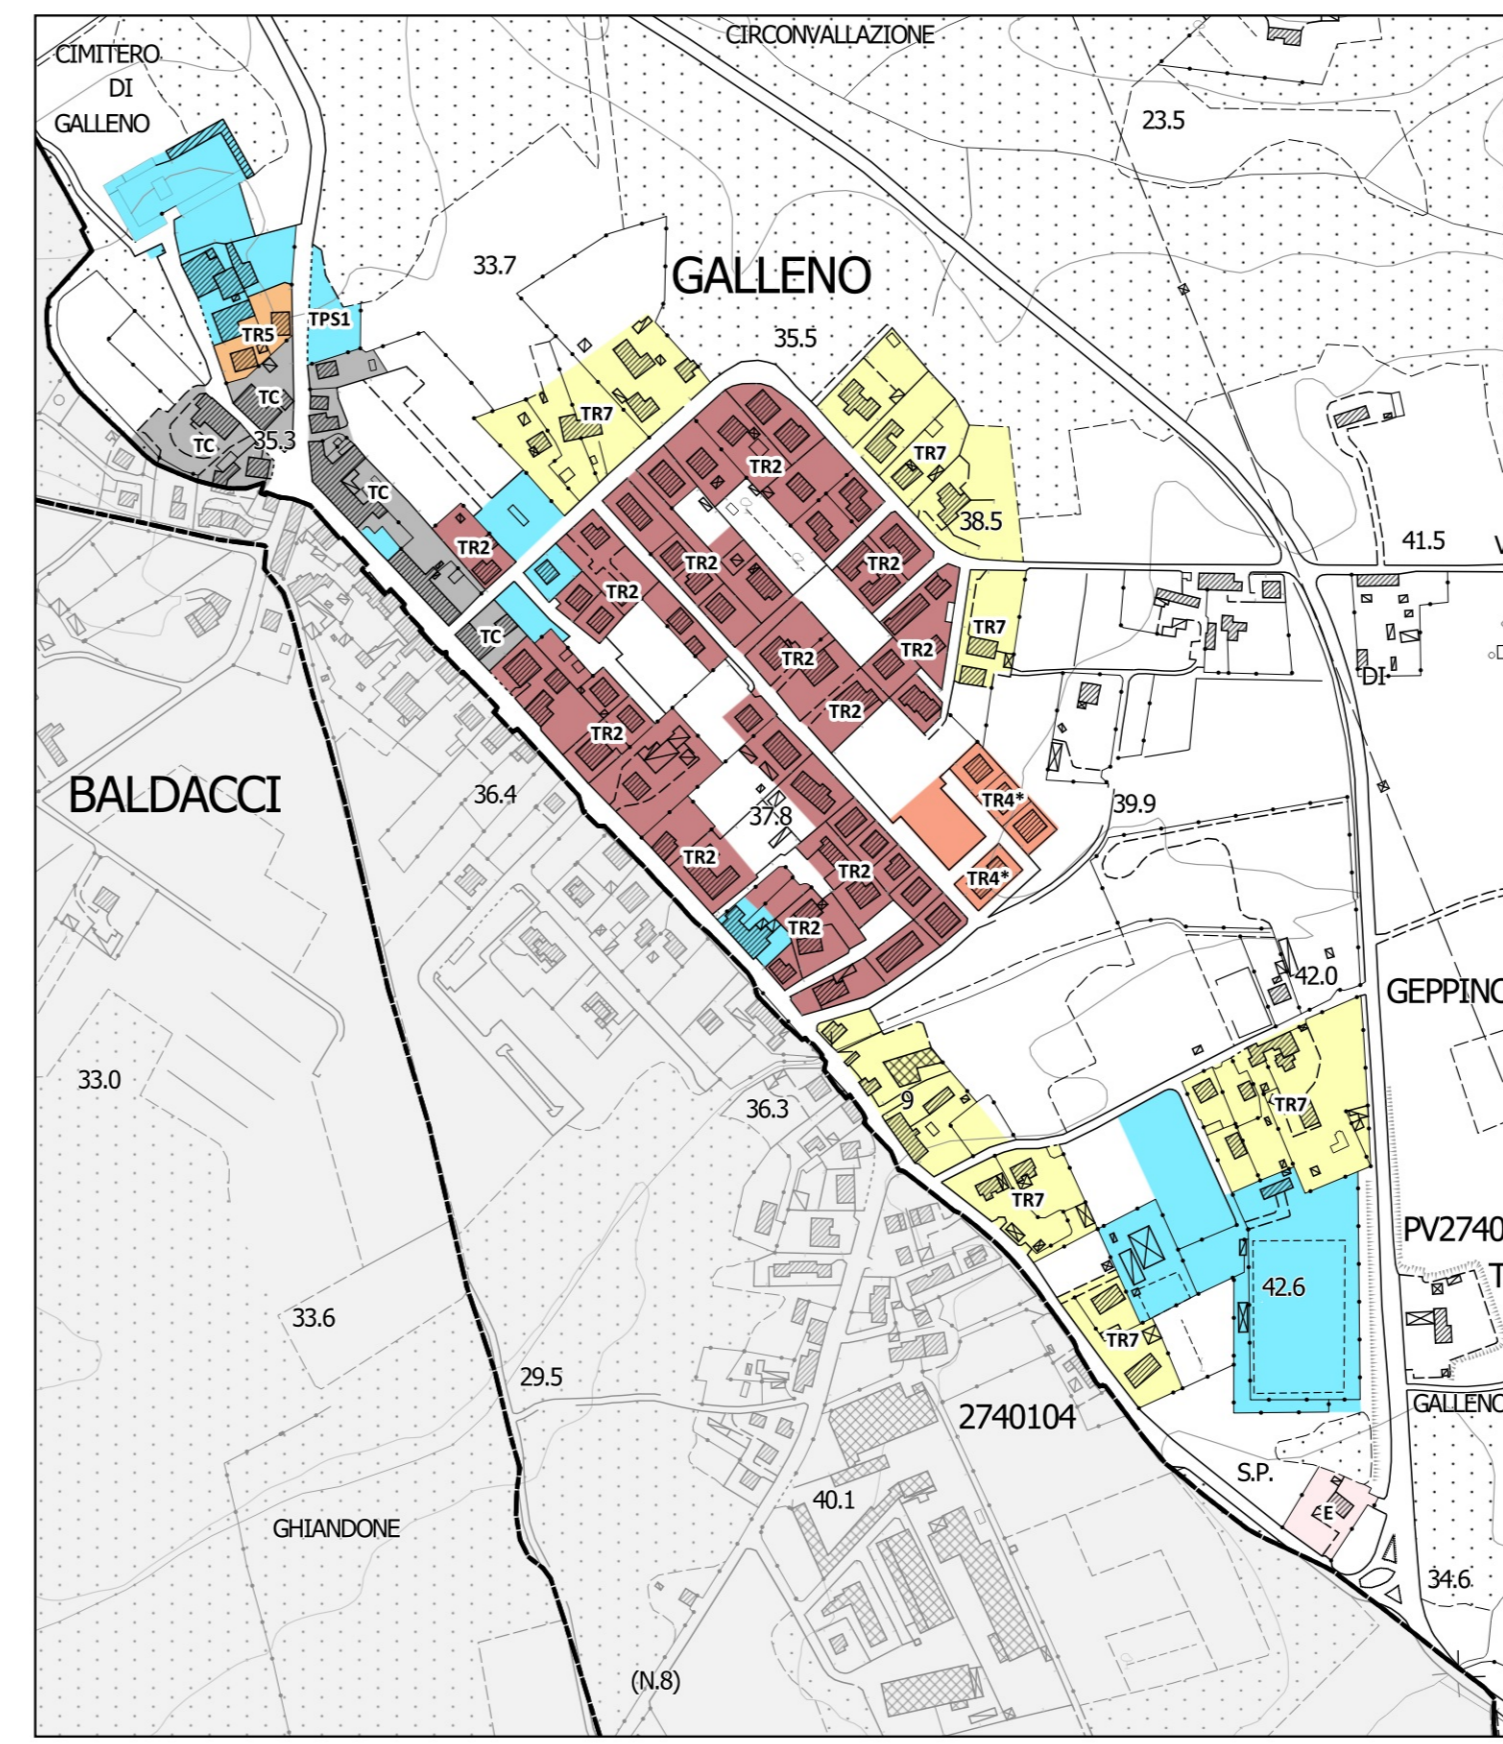 CIRCONVALLAZIONE
CIMITERO
DI
GALLENO
23.5
33.7
GALLENO
TPS1
TR5
35.5
TC
TR7
TC
35.3
TR7
TR2
TC
38.5
41.5
TR2
TR2
TR2
TR2
TC
TR7
TR2
TR2
DI
TR2
TR2
BALDACCI
36.4
37.8
TR4*
39.9
TR2
TR2
TR4*
TR2
42.0
GEPPINO
33.0
36.3
9
TR7
TR7
PV2740
T
33.6
42.6
TR7
29.5
2740104
GALLENO
S.P.
40.1
E
GHIANDONE
34.6
(N.8)